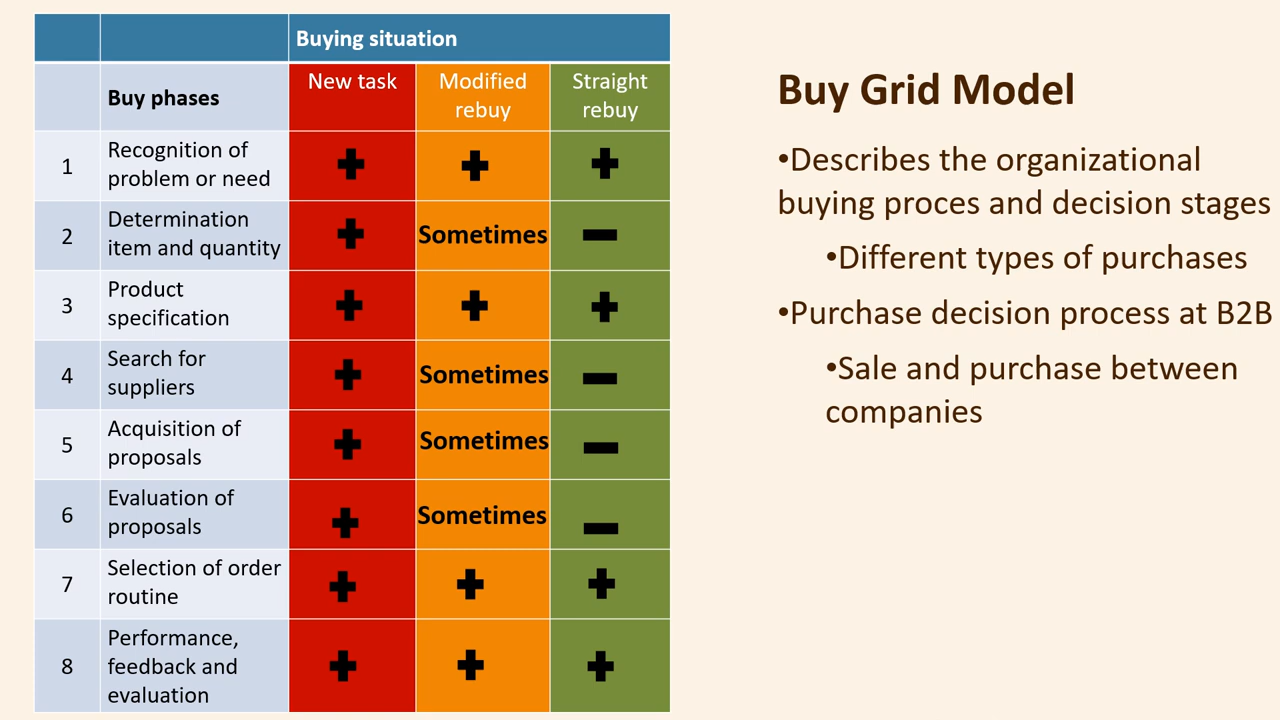 Buying situation
Buy phases
New task
Modified
rebuy
Straight
rebuy
1
Recognition of
problem or need
2
Determination
item and quantity
Sometimes
3
Product
specification
4
Search for
suppliers
Sometimes
5
Acquisition of
proposals
Sometimes
6
Evaluation of
proposals
Sometimes
7
Selection of order
routine
8
Performance,
feedback and
evaluation
Buy Grid Model
•Describes the organizational
buying proces and decision stages
•Different types of purchases
•Purchase decision process at B2B
•Sale and purchase between
companies